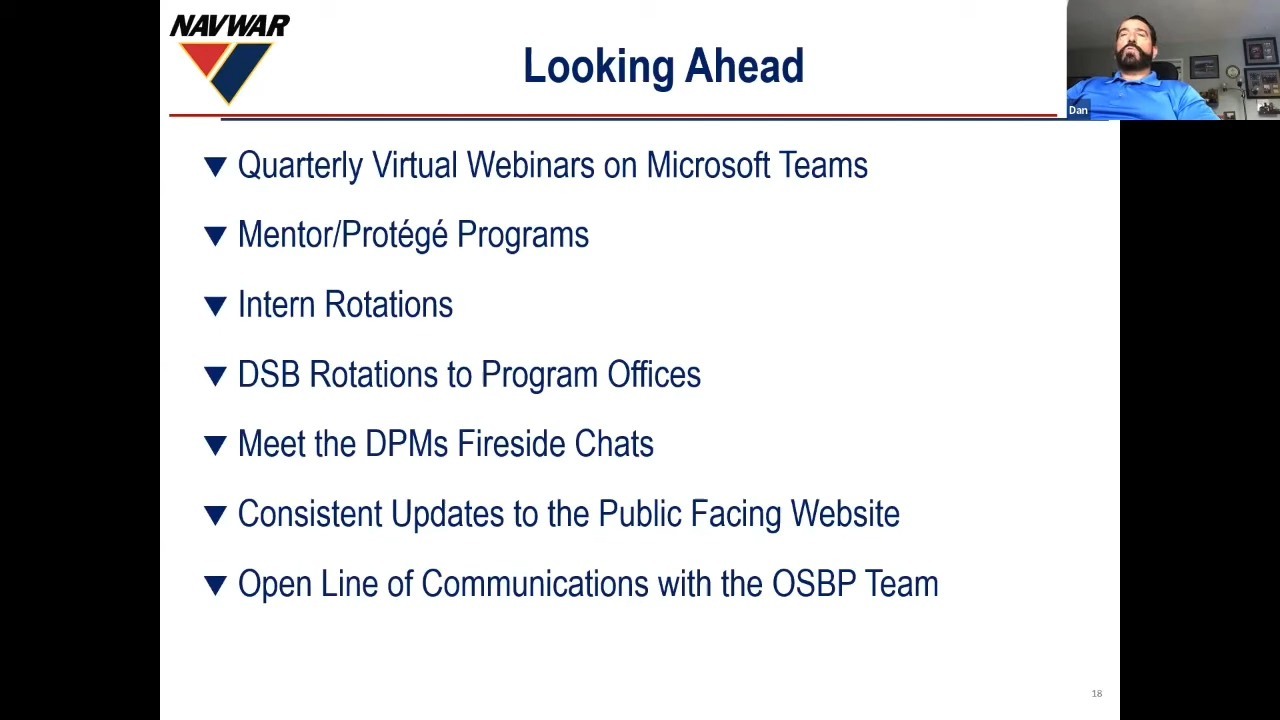 NAVWAR
Looking Ahead
Dan
Quarterly Virtual Webinars on Microsoft Teams
Mentor/Protégé Programs
Intern Rotations
DSB Rotations to Program Offices
Meet the DPMs Fireside Chats
Consistent Updates to the Public Facing Website
Open Line of Communications with the OSBP Team
18